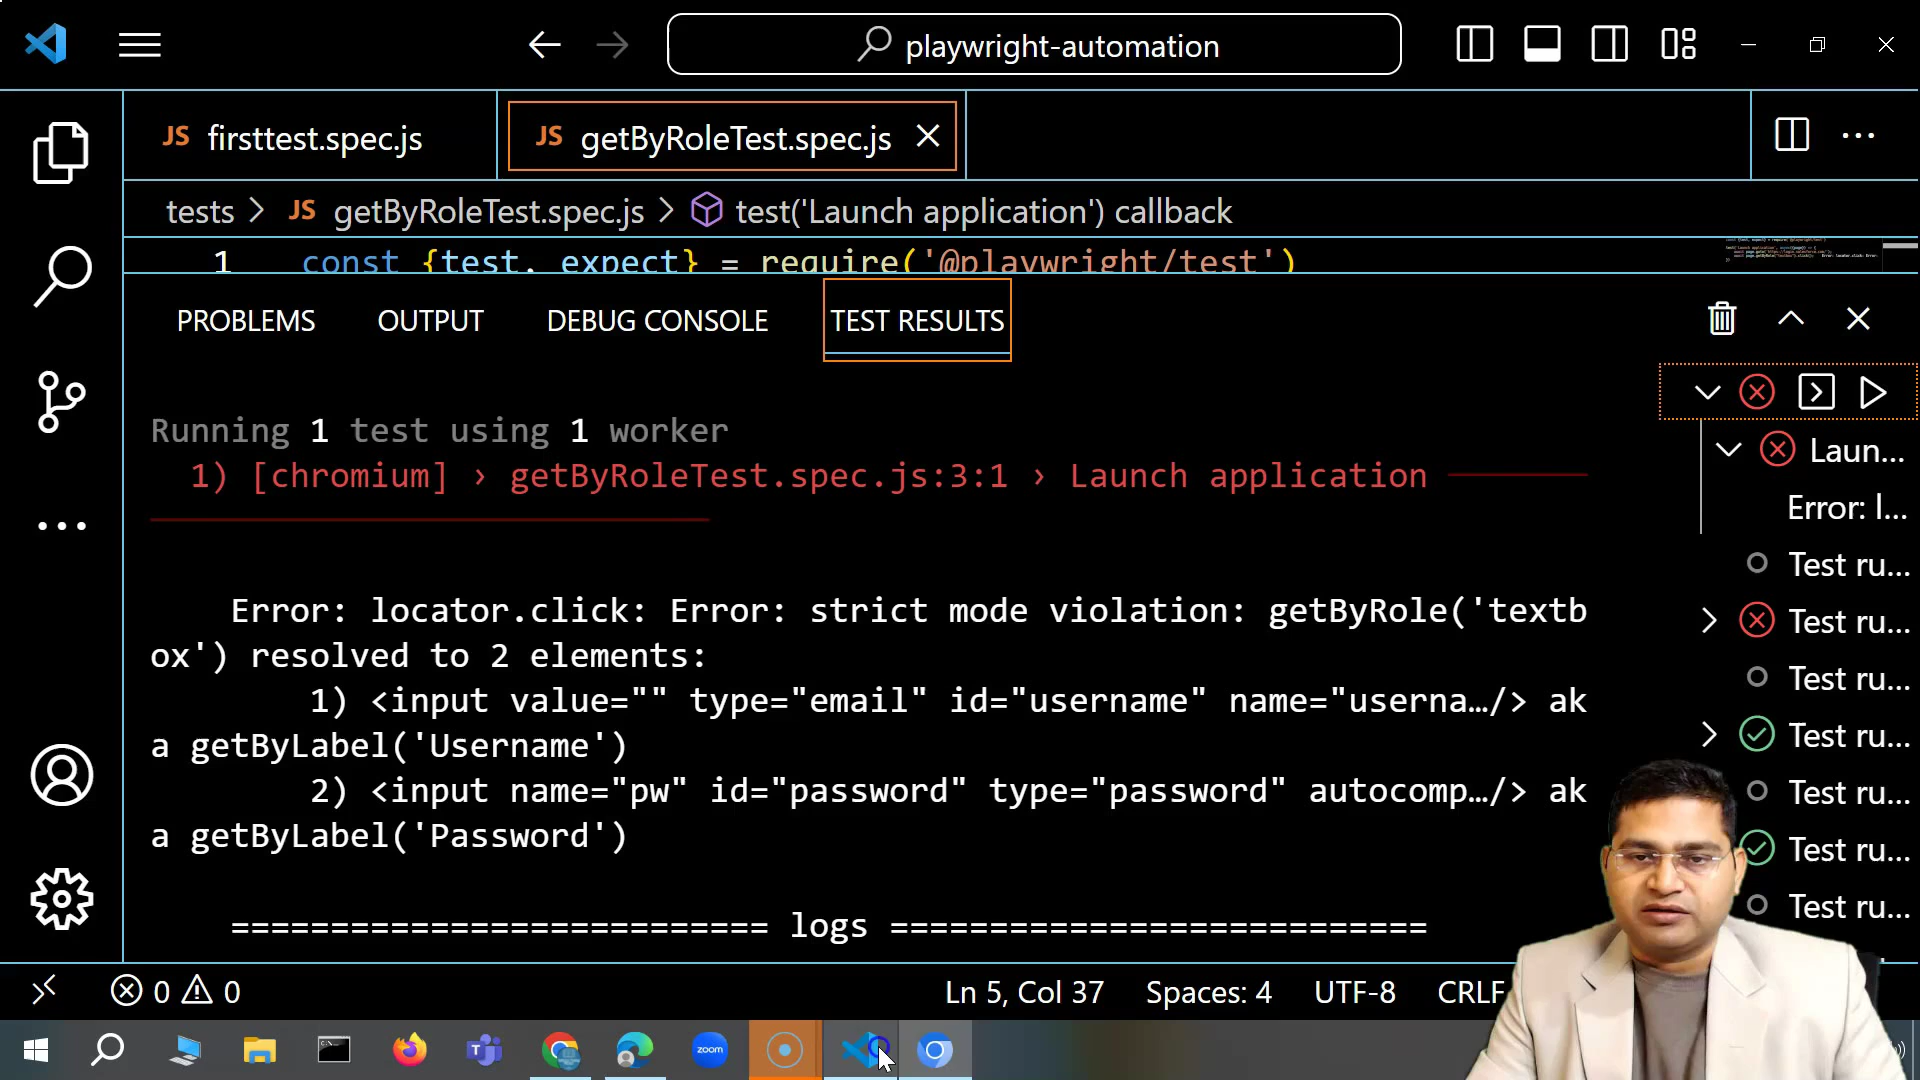 playwright-automation
JS firsttest.spec.js
JS getByRoleTest.spec.js
tests > JS getByRoleTest.spec.js > test('Launch application') callback
1 const {test, expect} = require('@playwright/test')
PROBLEMS OUTPUT DEBUG CONSOLE TEST RESULTS
Running 1 test using 1 worker
1) [chromium] › getByRoleTest.spec.js:3:1 › Launch application
Error: locator.click: Error: strict mode violation: getByRole('textb
ox') resolved to 2 elements:
1) <input value="" type="email" id="username" name="userna…/> ak
a getByLabel('Username')
2) <input name="pw" id="password" type="password" autocomp…/> ak
a getByLabel('Password')
=========================== logs ===========================
Laun...
Error: l...
Test ru...
Test ru...
Test ru...
Test ru...
Test ru...
Test ru...
Test ru...
0 0
Ln 5, Col 37 Spaces: 4 UTF-8 CRLF
zoom